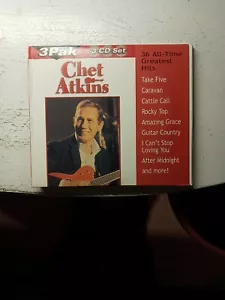 3Pak 3 CD Set
Chet
Atkins
36 All-Time
Greatest
Hits
Take Five
Caravan
Cattle Call
Rocky Top
Amazing Grace
Guitar Country
I Can't Stop
Loving You
After Midnight
and more!